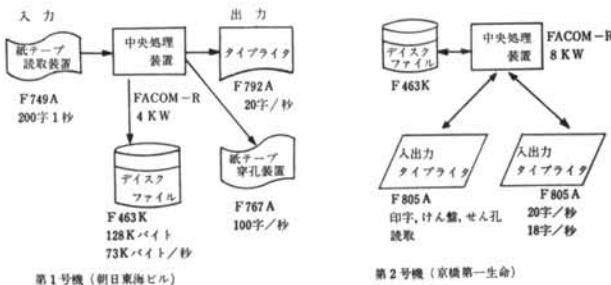 入　力
出　力
紙テープ
読取装置
中央処理
装置
タイプライタ
F749A
200字1秒
FACOM-R
4KW
F792A
20字/秒
ディスク
ファイル
紙テープ
穿孔装置
F463K
128Kバイト
73Kバイト/秒
F767A
100字/秒
第1号機（朝日東海ビル）
ディスク
ファイル
F463K
中央処理
装置
FACOM-R
8KW
入出力
タイプライタ
入出力
タイプライタ
F805A
印字，けん盤，せん孔
読取
F805A
20字/秒
18字/秒
第2号機（京橋第一生命）